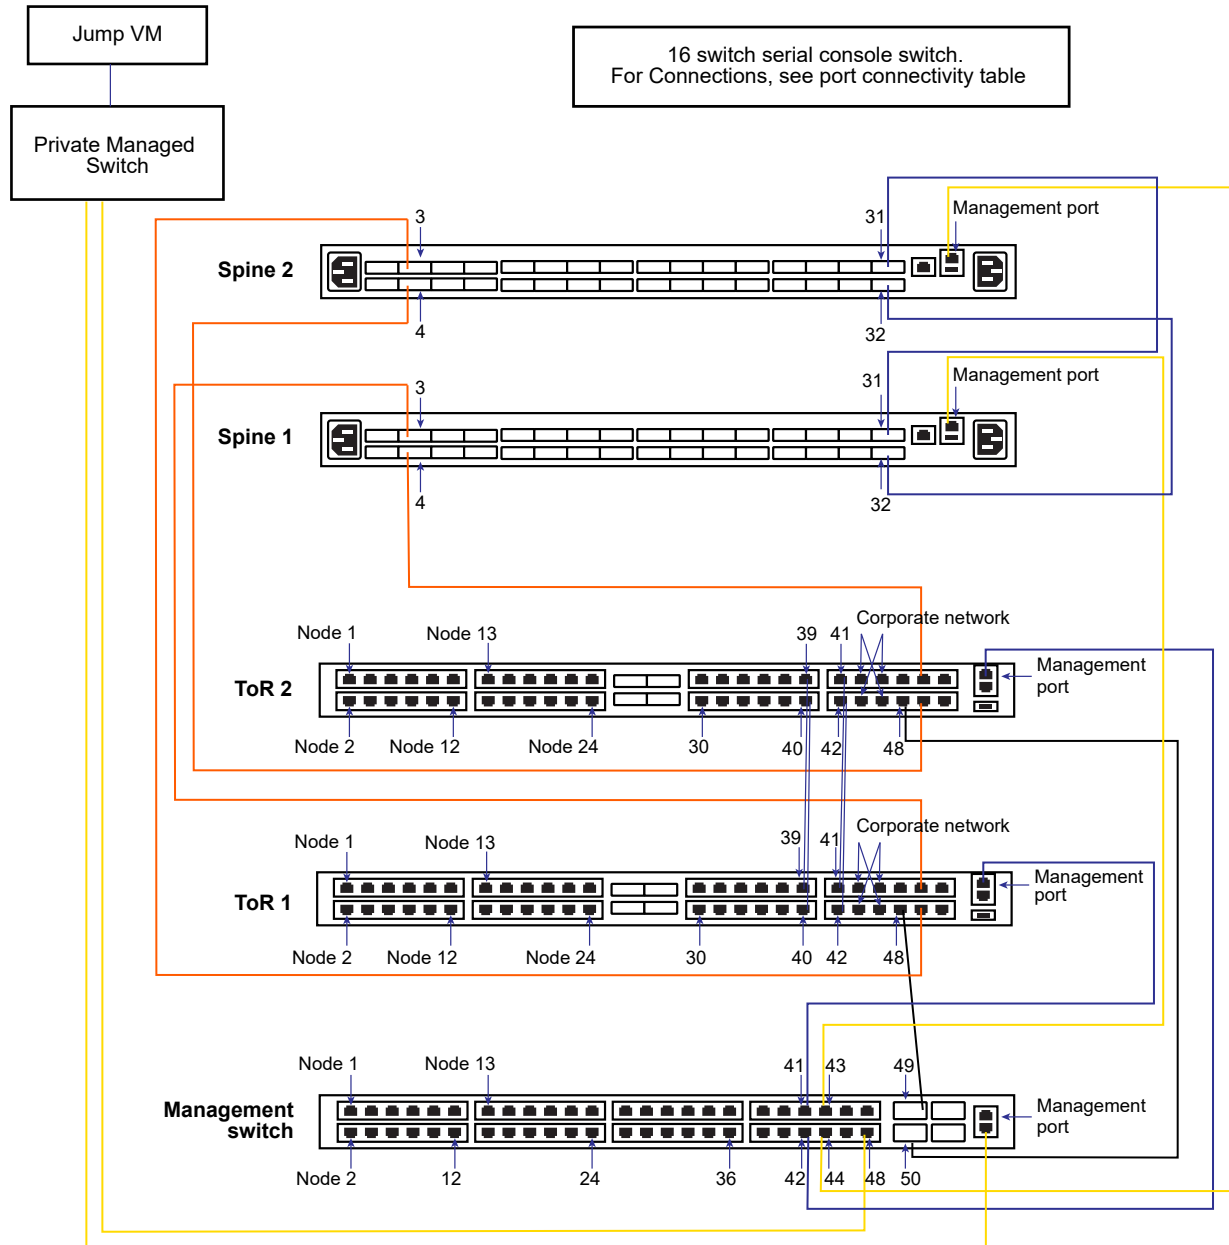 Jump VM
16 switch serial console switch.
For Connections, see port connectivity table
Private Managed
Switch
3
31
Management port
Spine 2
4
32
3
31
Management port
Spine 1
4
32
Corporate network
Node 1
Node 13
39
41
Management
port
ToR 2
Node 2
Node 12
Node 24
30
40
42
48
Corporate network
Node 1
Node 13
39
41
Management
port
ToR 1
Node 2
Node 12
Node 24
30
40
42
48
Node 1
Node 13
41
43
49
Management
port
Management
switch
Node 2
12
24
36
42
44
48
50